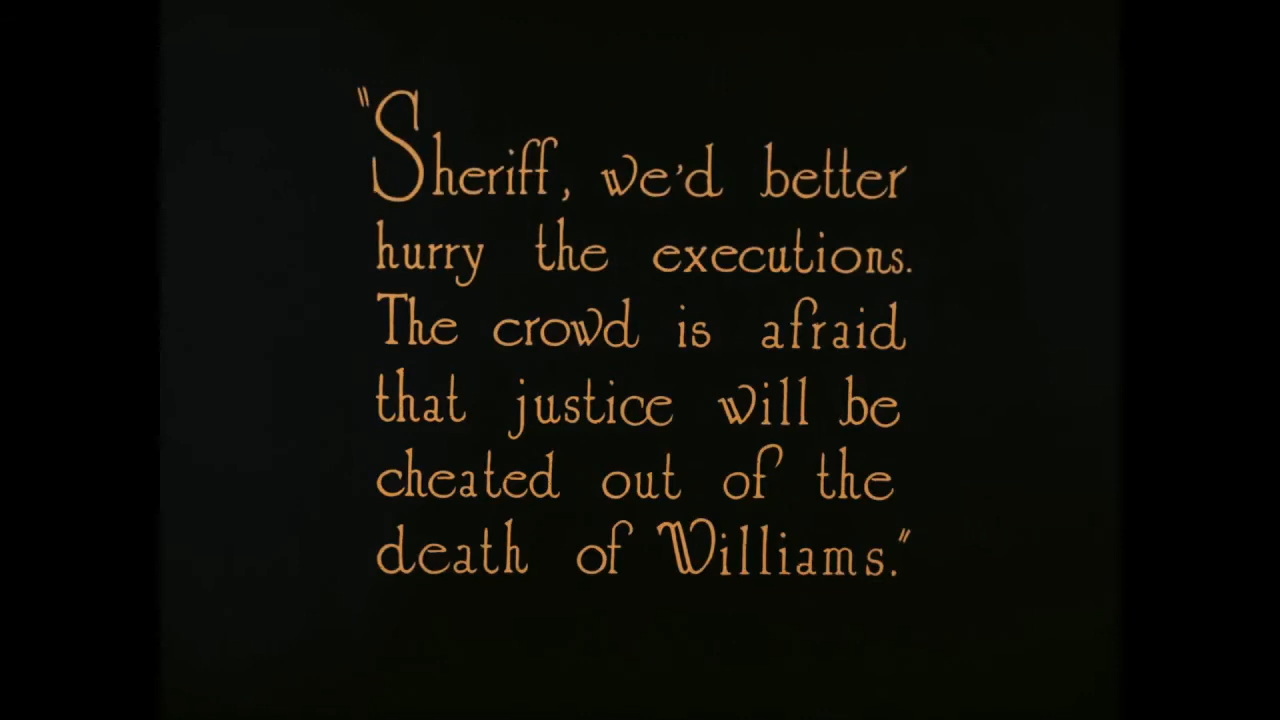 "Sheriff, we'd better
hurry the executions.
The crowd is afraid
that justice will be
cheated out of the
death of Williams."